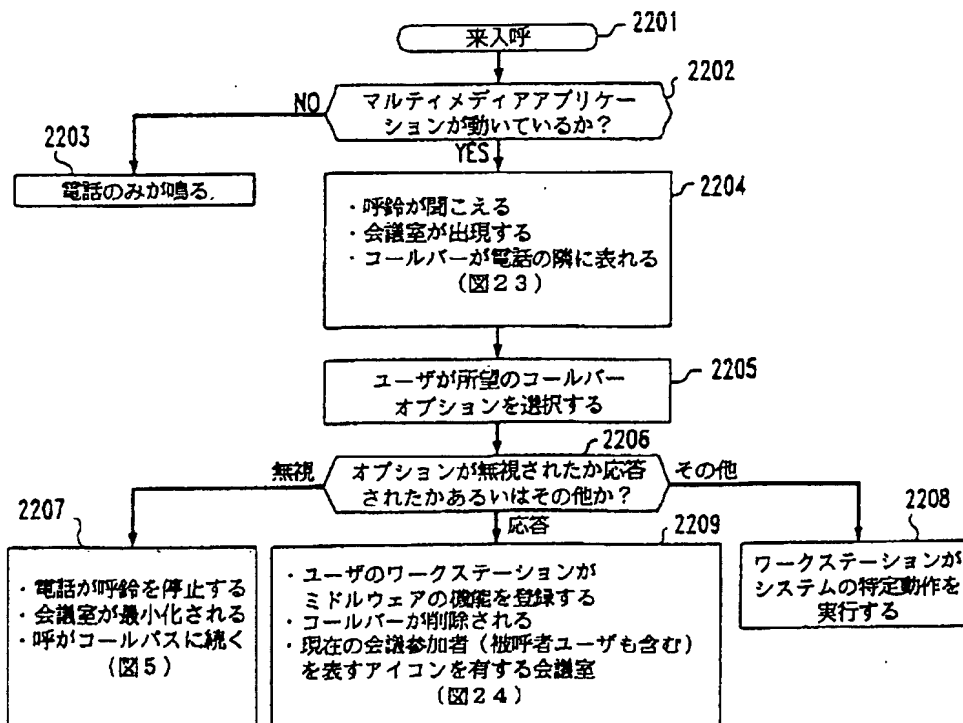 来入呼
2201
2202
マルティメディアアプリケー
ションが動いているか？
NO
YES
2203
電話のみが鳴る
2204
・呼鈴が聞こえる
・会議室が出現する
・コールバーが電話の隣に表れる
（図２３）
2205
ユーザが所望のコールバー
オプションを選択する
2206
オプションが無視されたか応答
されたかあるいはその他か？
無視
その他
応答
2207
・電話が呼鈴を停止する
・会議室が最小化される
・呼がコールパスに続く
（図５）
2209
・ユーザのワークステーションが
ミドルウェアの機能を登録する
・コールバーが削除される
・現在の会議参加者（被呼者ユーザも含む）
を表すアイコンを有する会議室
（図２４）
2208
ワークステーションが
システムの特定動作を
実行する